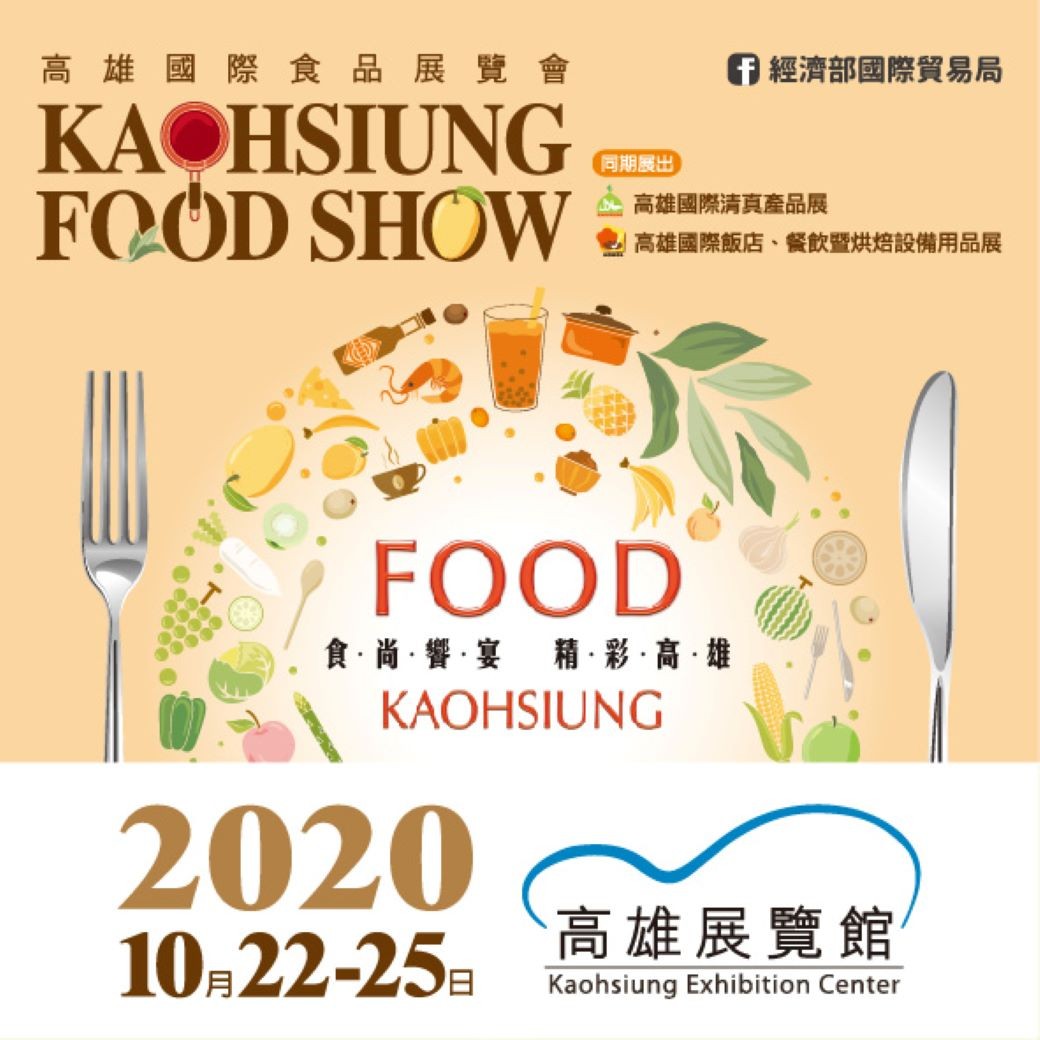 高雄國際食品展覽會
KAOHSIUNG
FOOD SHOW
經濟部國際貿易局
同期展出
高雄國際清真產品展
高雄國際飯店、餐飲暨烘焙設備用品展
FOOD
食·尚·饗·宴 精·彩·高·雄
KAOHSIUNG
2020
10月22-25日
高雄展覽館
Kaohsiung Exhibition Center